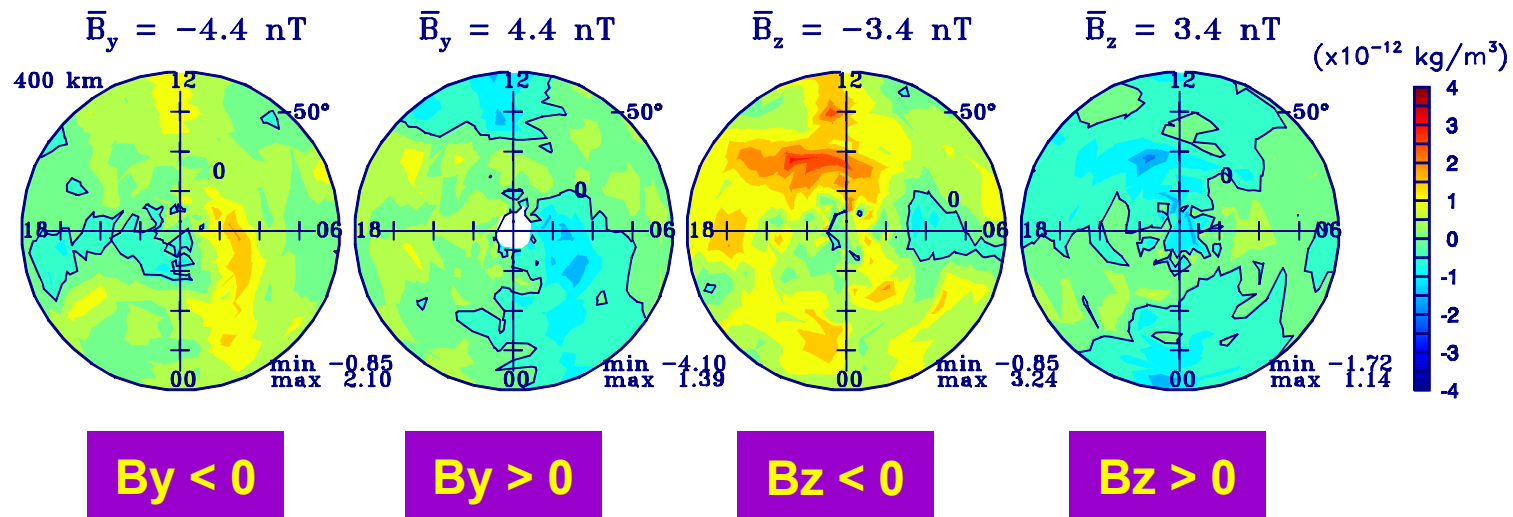 B̅y = −4.4 nT
B̅y = 4.4 nT
B̅z = −3.4 nT
B̅z = 3.4 nT
(x10⁻¹² kg/m³)
400 km
12
−50°
0
18
06
00
min −0.85
max 2.10
12
−50°
0
18
06
00
min −4.10
max 1.39
12
−50°
0
18
06
00
min −0.85
max 3.24
12
−50°
0
18
06
00
min −1.72
max 1.14
4
3
2
1
0
-1
-2
-3
-4
By < 0
By > 0
Bz < 0
Bz > 0